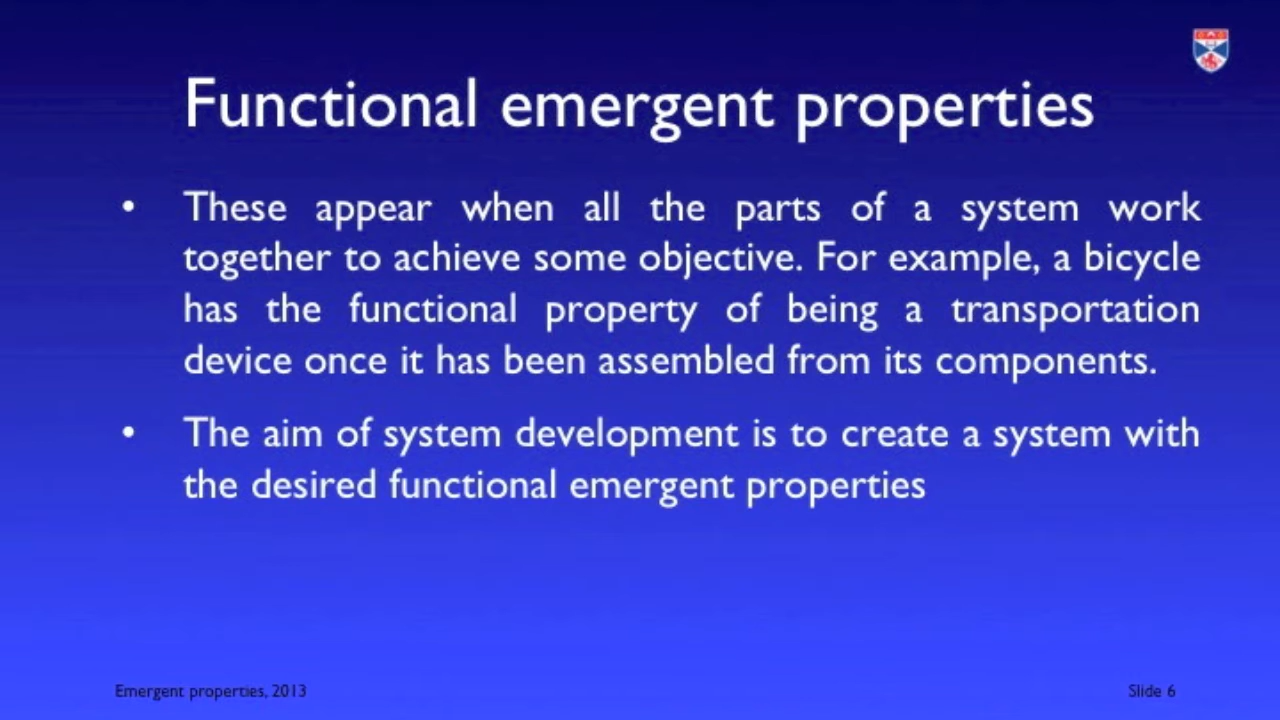 Functional emergent properties
• These appear when all the parts of a system work
together to achieve some objective. For example, a bicycle
has the functional property of being a transportation
device once it has been assembled from its components.
• The aim of system development is to create a system with
the desired functional emergent properties
Emergent properties, 2013
Slide 6